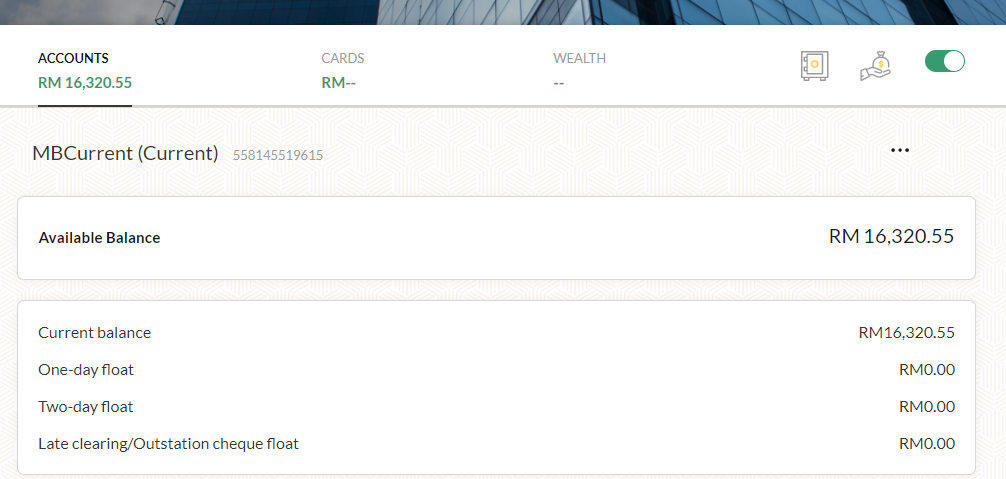 ACCOUNTS CARDS WEALTH
RM 16,320.55 RM-- --
MBCurrent (Current) 558145519615 ...
Available Balance RM 16,320.55
Current balance RM16,320.55
One-day float RM0.00
Two-day float RM0.00
Late clearing/Outstation cheque float RM0.00